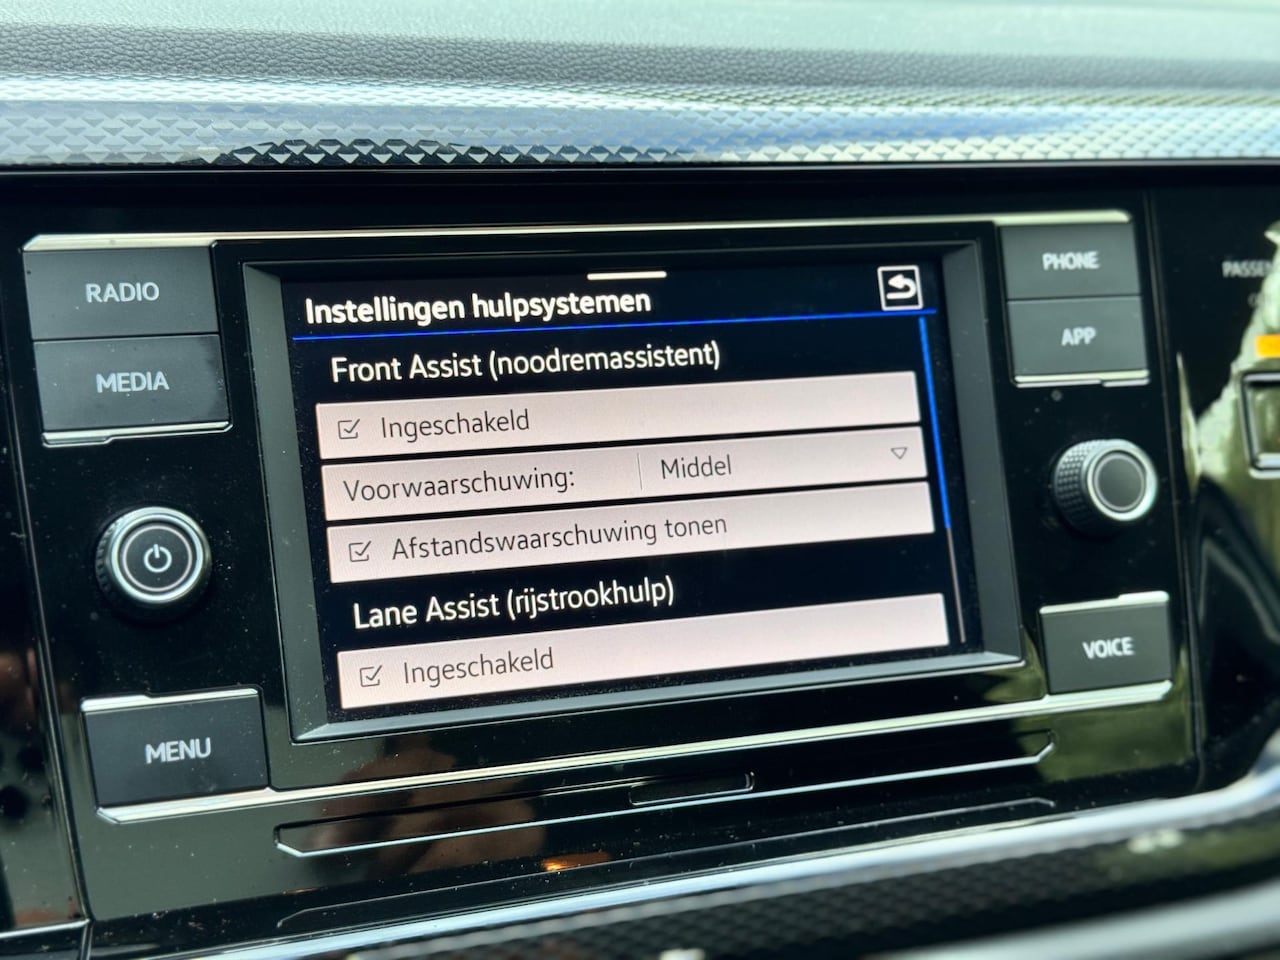 RADIO
MEDIA
MENU
Instellingen hulpsystemen
Front Assist (noodremassistent)
Ingeschakeld
Voorwaarschuwing: Middel
Afstandswaarschuwing tonen
Lane Assist (rijstrookhulp)
Ingeschakeld
PHONE
APP
VOICE